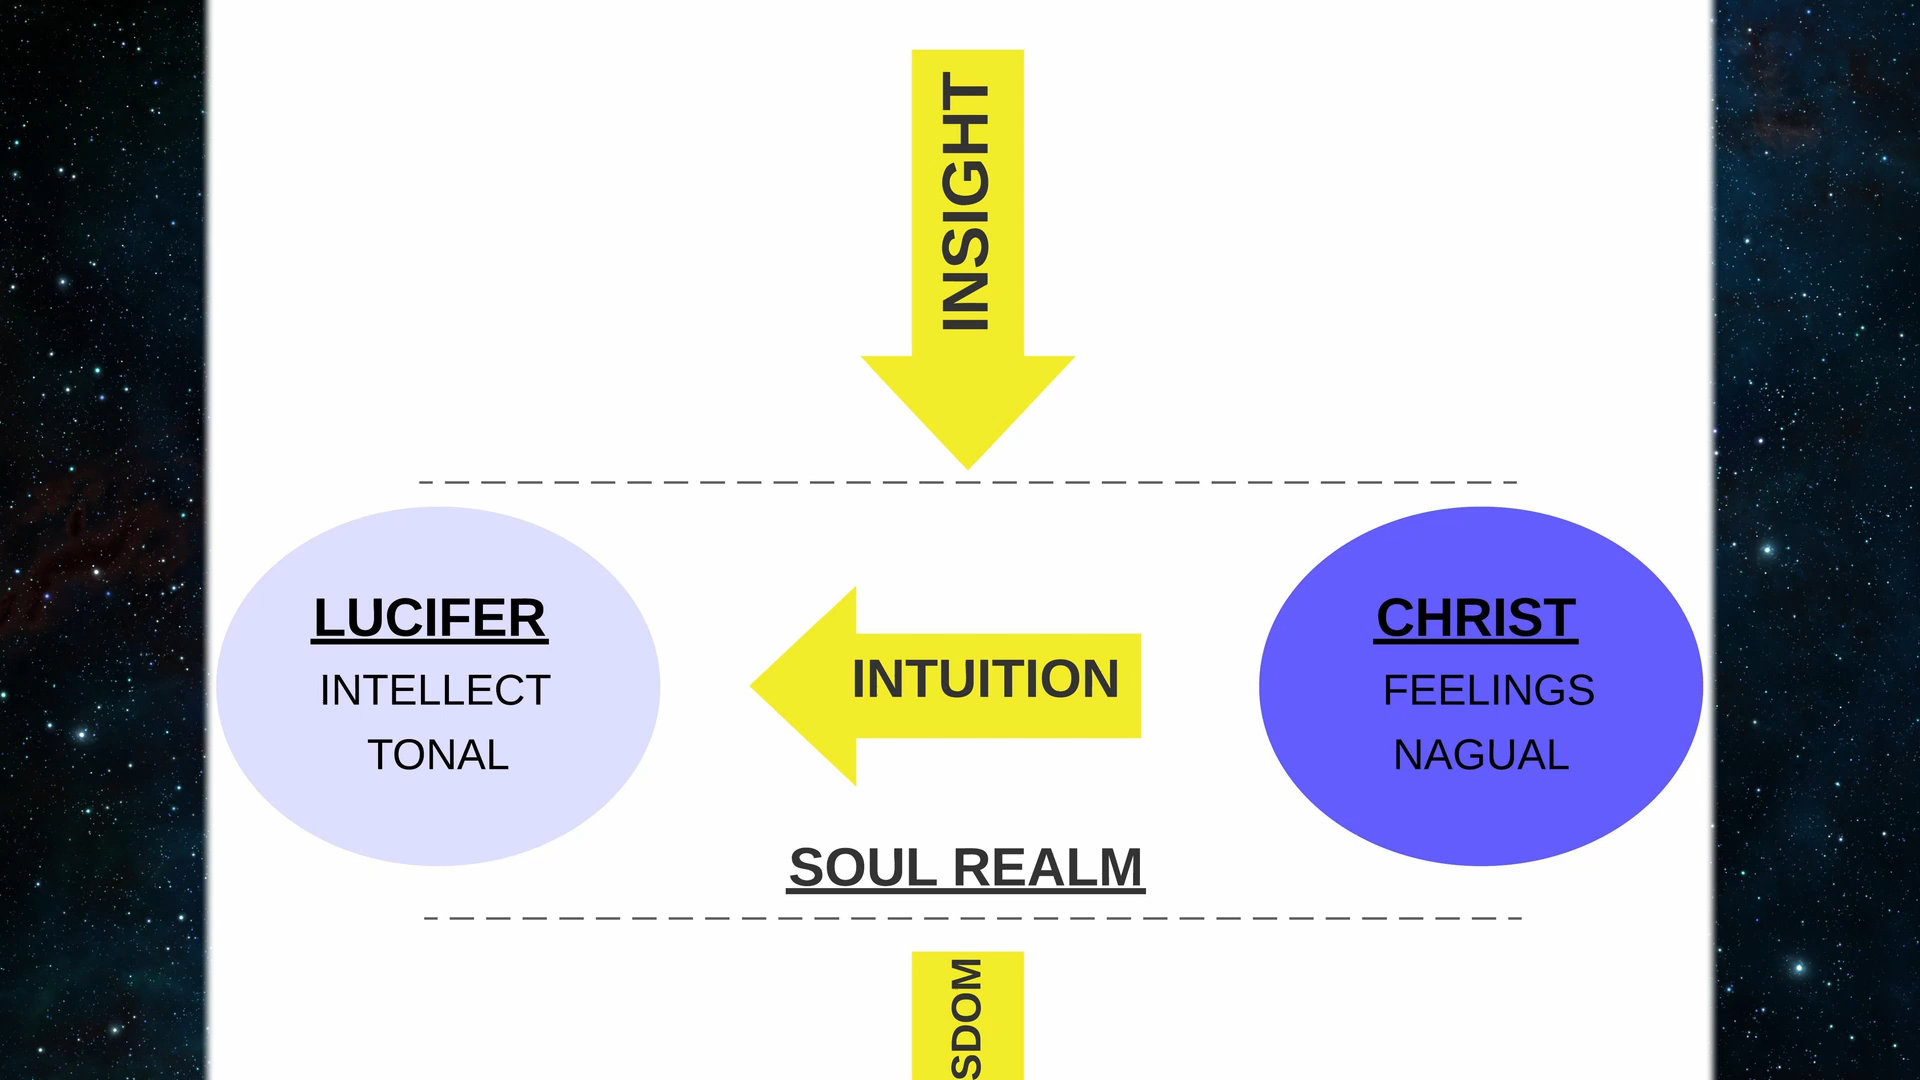 INSIGHT
LUCIFER
INTELLECT
TONAL
INTUITION
CHRIST
FEELINGS
NAGUAL
SOUL REALM
SDOM